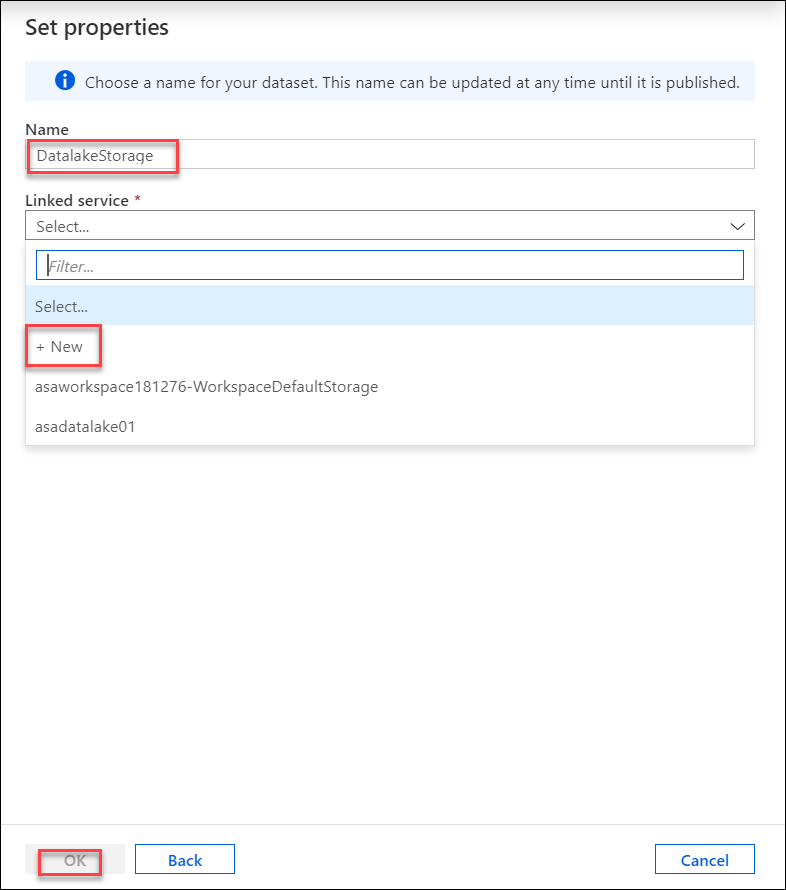 Set properties
Choose a name for your dataset. This name can be updated at any time until it is published.
Name
DatalakeStorage
Linked service *
Select...
Filter...
Select...
+ New
asaworkspace181276-WorkspaceDefaultStorage
asadatalake01
OK Back Cancel